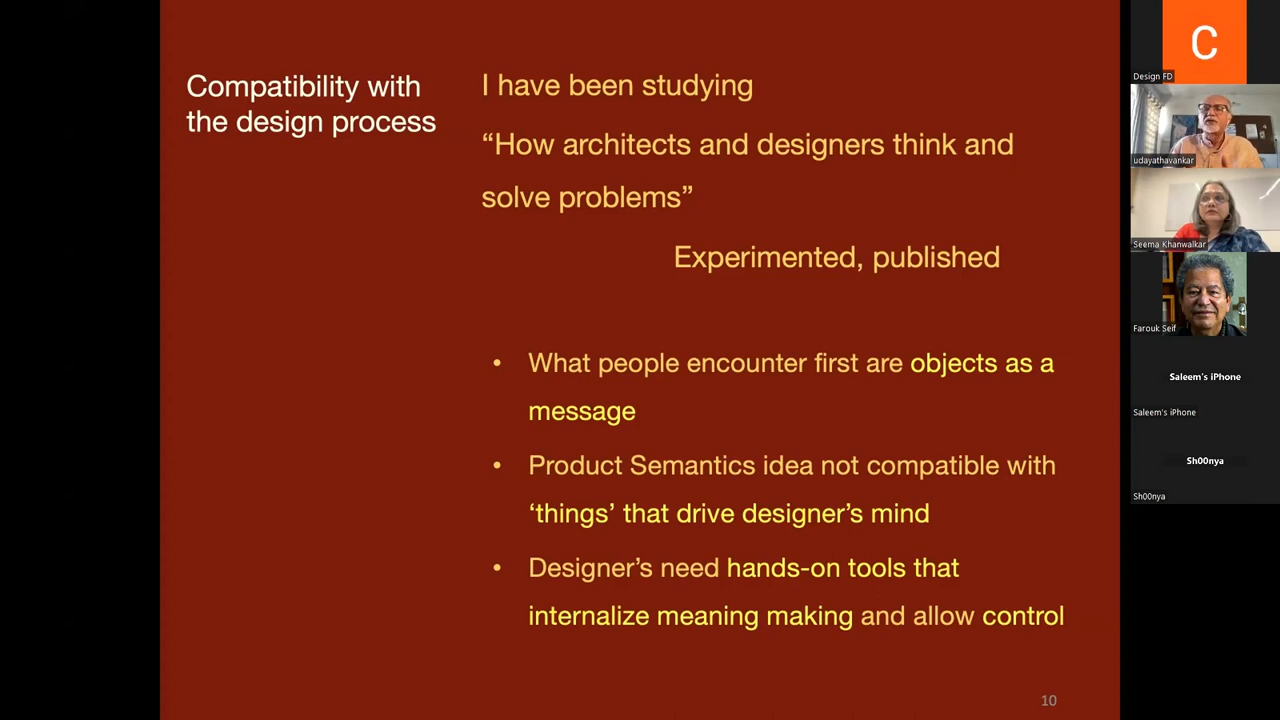 Compatibility with
the design process
I have been studying
“How architects and designers think and
solve problems”
Experimented, published
• What people encounter first are objects as a
message
• Product Semantics idea not compatible with
‘things’ that drive designer’s mind
• Designer’s need hands-on tools that
internalize meaning making and allow control
10
C
Design FD
udayathavankar
Seema Khanwalkar
Farouk Seif
Saleem's iPhone
Saleem's iPhone
Sh00nya
Sh00nya